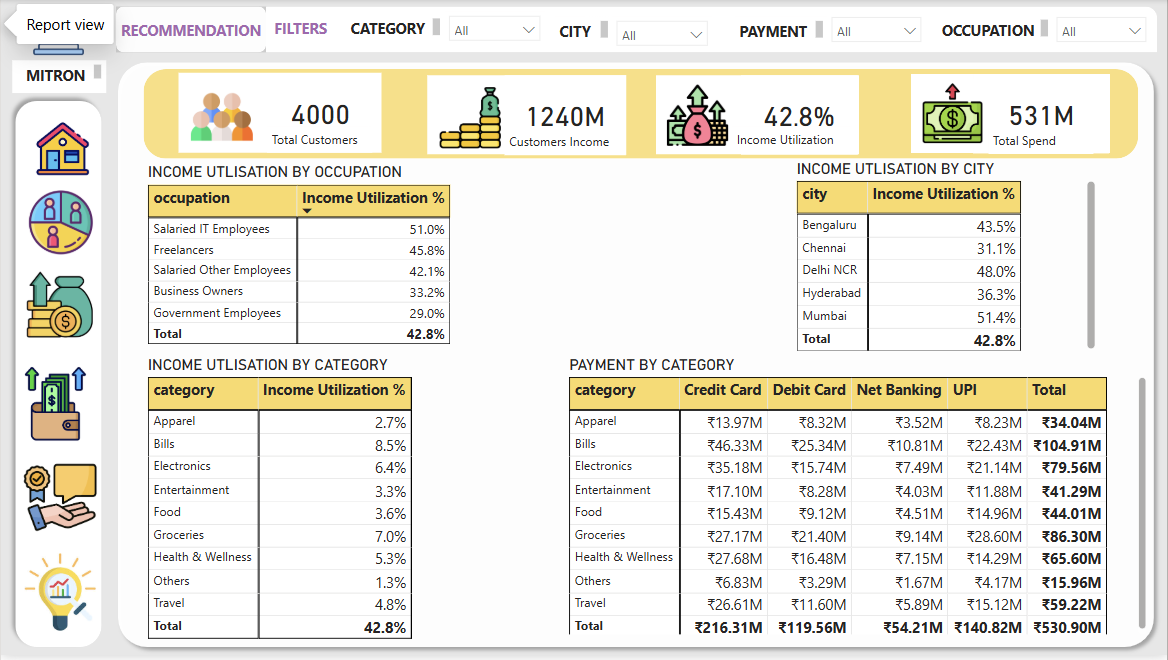 Report view
RECOMMENDATION FILTERS CATEGORY All CITY All PAYMENT All OCCUPATION All
MITRON
4000
Total Customers
1240M
Customers Income
42.8%
Income Utilization
531M
Total Spend
INCOME UTLISATION BY OCCUPATION
occupation Income Utilization %
Salaried IT Employees 51.0%
Freelancers 45.8%
Salaried Other Employees 42.1%
Business Owners 33.2%
Government Employees 29.0%
Total 42.8%
INCOME UTLISATION BY CITY
city Income Utilization %
Bengaluru 43.5%
Chennai 31.1%
Delhi NCR 48.0%
Hyderabad 36.3%
Mumbai 51.4%
Total 42.8%
INCOME UTLISATION BY CATEGORY
category Income Utilization %
Apparel 2.7%
Bills 8.5%
Electronics 6.4%
Entertainment 3.3%
Food 3.6%
Groceries 7.0%
Health & Wellness 5.3%
Others 1.3%
Travel 4.8%
Total 42.8%
PAYMENT BY CATEGORY
category Credit Card Debit Card Net Banking UPI Total
Apparel ₹13.97M ₹8.32M ₹3.52M ₹8.23M ₹34.04M
Bills ₹46.33M ₹25.34M ₹10.81M ₹22.43M ₹104.91M
Electronics ₹35.18M ₹15.74M ₹7.49M ₹21.14M ₹79.56M
Entertainment ₹17.10M ₹8.28M ₹4.03M ₹11.88M ₹41.29M
Food ₹15.43M ₹9.12M ₹4.51M ₹14.96M ₹44.01M
Groceries ₹27.17M ₹21.40M ₹9.14M ₹28.60M ₹86.30M
Health & Wellness ₹27.68M ₹16.48M ₹7.15M ₹14.29M ₹65.60M
Others ₹6.83M ₹3.29M ₹1.67M ₹4.17M ₹15.96M
Travel ₹26.61M ₹11.60M ₹5.89M ₹15.12M ₹59.22M
Total ₹216.31M ₹119.56M ₹54.21M ₹140.82M ₹530.90M